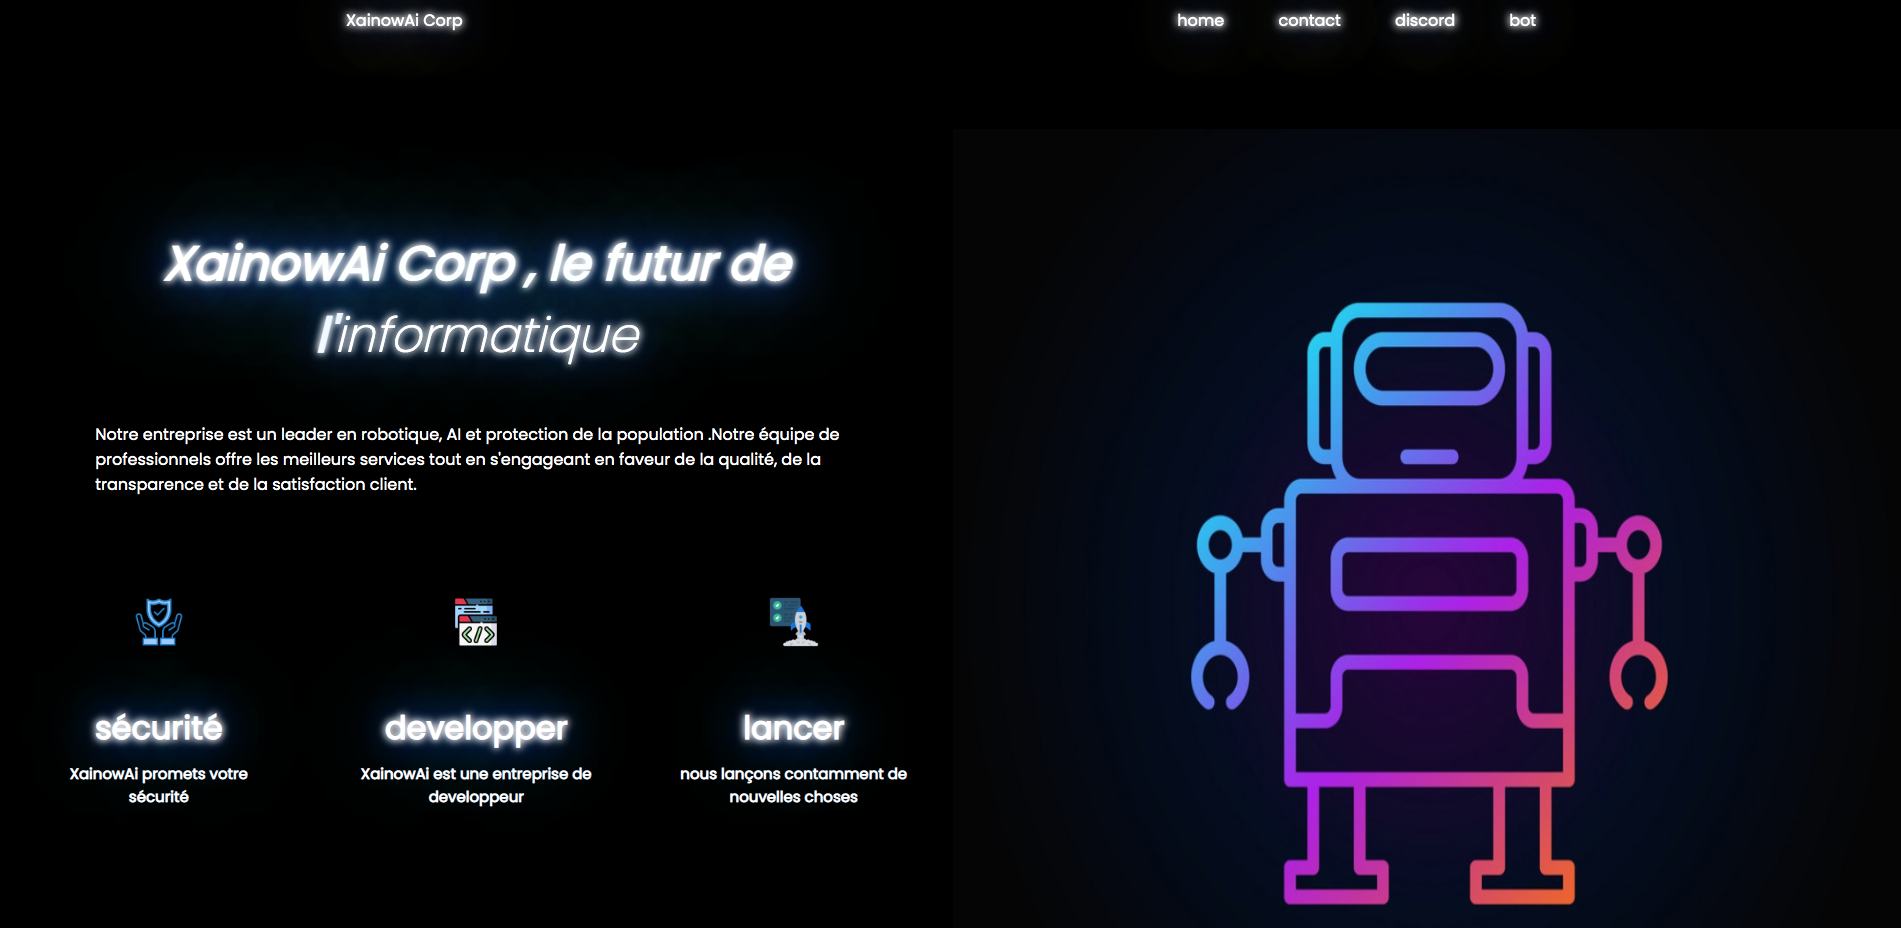 XainowAi Corp
home contact discord bot
XainowAi Corp , le futur de
l'informatique
Notre entreprise est un leader en robotique, AI et protection de la population .Notre équipe de
professionnels offre les meilleurs services tout en s'engageant en faveur de la qualité, de la
transparence et de la satisfaction client.
</>
sécurité
XainowAi promets votre
sécurité
developper
XainowAi est une entreprise de
developpeur
lancer
nous lançons contamment de
nouvelles choses